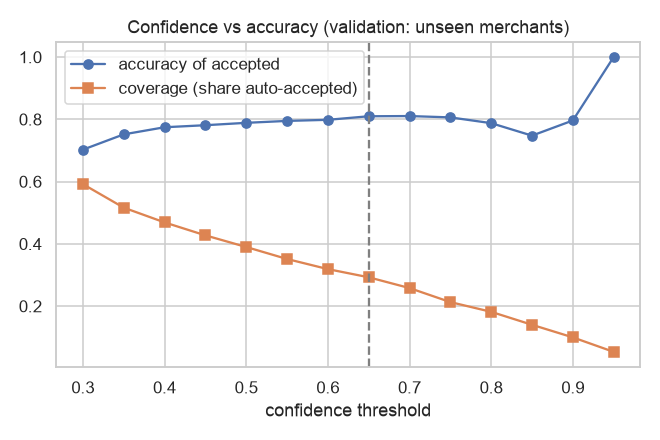 Confidence vs accuracy (validation: unseen merchants)
accuracy of accepted
coverage (share auto-accepted)
1.0
0.8
0.6
0.4
0.2
0.3 0.4 0.5 0.6 0.7 0.8 0.9
confidence threshold